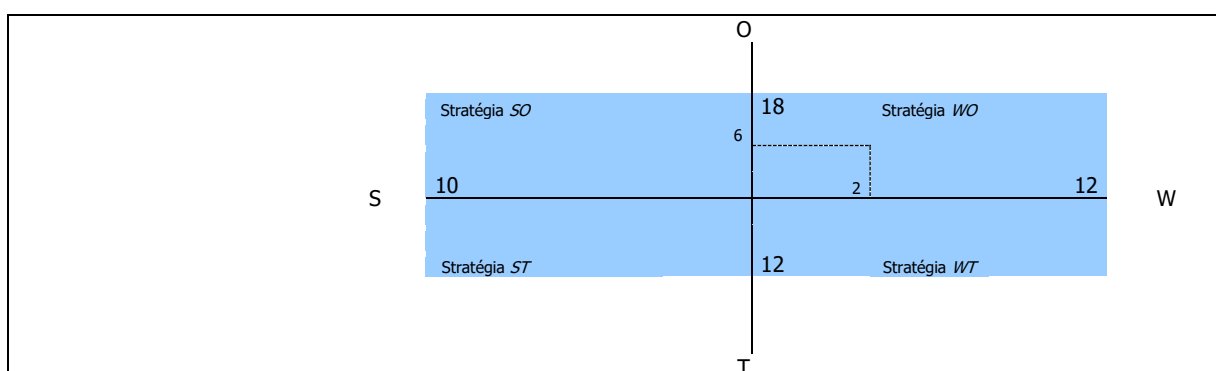 O
Stratégia SO 18 Stratégia WO
6
10 2 12
S W
Stratégia ST 12 Stratégia WT
T